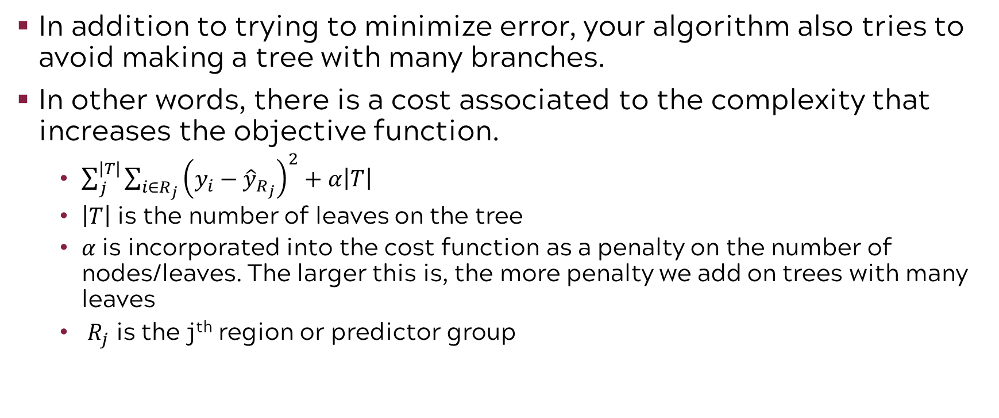 ▪ In addition to trying to minimize error, your algorithm also tries to
avoid making a tree with many branches.
▪ In other words, there is a cost associated to the complexity that
increases the objective function.
• $\sum_{j}^{|T|} \sum_{i \in R_j} \left( y_i - \hat{y}_{R_j} \right)^2 + \alpha |T|$
• |T| is the number of leaves on the tree
• α is incorporated into the cost function as a penalty on the number of
nodes/leaves. The larger this is, the more penalty we add on trees with many
leaves
• $R_j$ is the j$^{th}$ region or predictor group